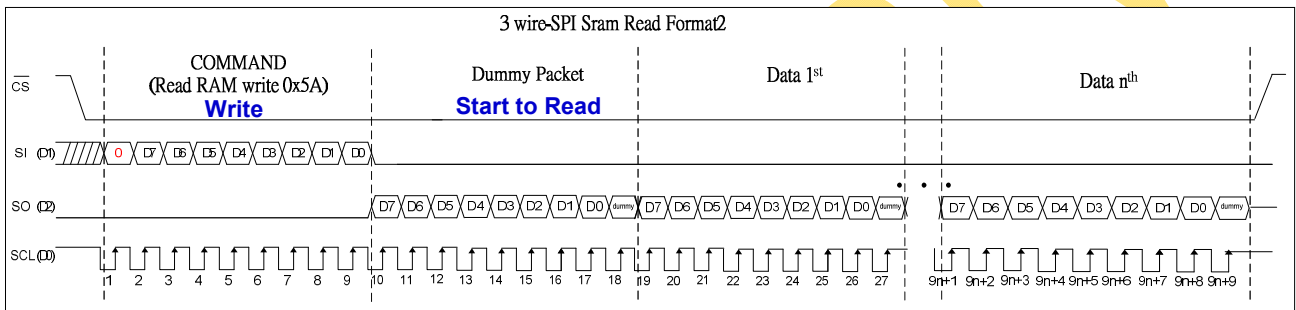 3 wire-SPI Sram Read Format2
COMMAND
(Read RAM write 0x5A)
Write
Dummy Packet
Start to Read
Data 1st
Data nth
CS
SI (D1) 0 D7 D6 D5 D4 D3 D2 D1 D0
• • •
SO (D2) D7 D6 D5 D4 D3 D2 D1 D0 dummy D7 D6 D5 D4 D3 D2 D1 D0 dummy D7 D6 D5 D4 D3 D2 D1 D0 dummy
SCL (D0)
1 2 3 4 5 6 7 8 9 10 11 12 13 14 15 16 17 18 19 20 21 22 23 24 25 26 27 9n+1 9n+2 9n+3 9n+4 9n+5 9n+6 9n+7 9n+8 9n+9